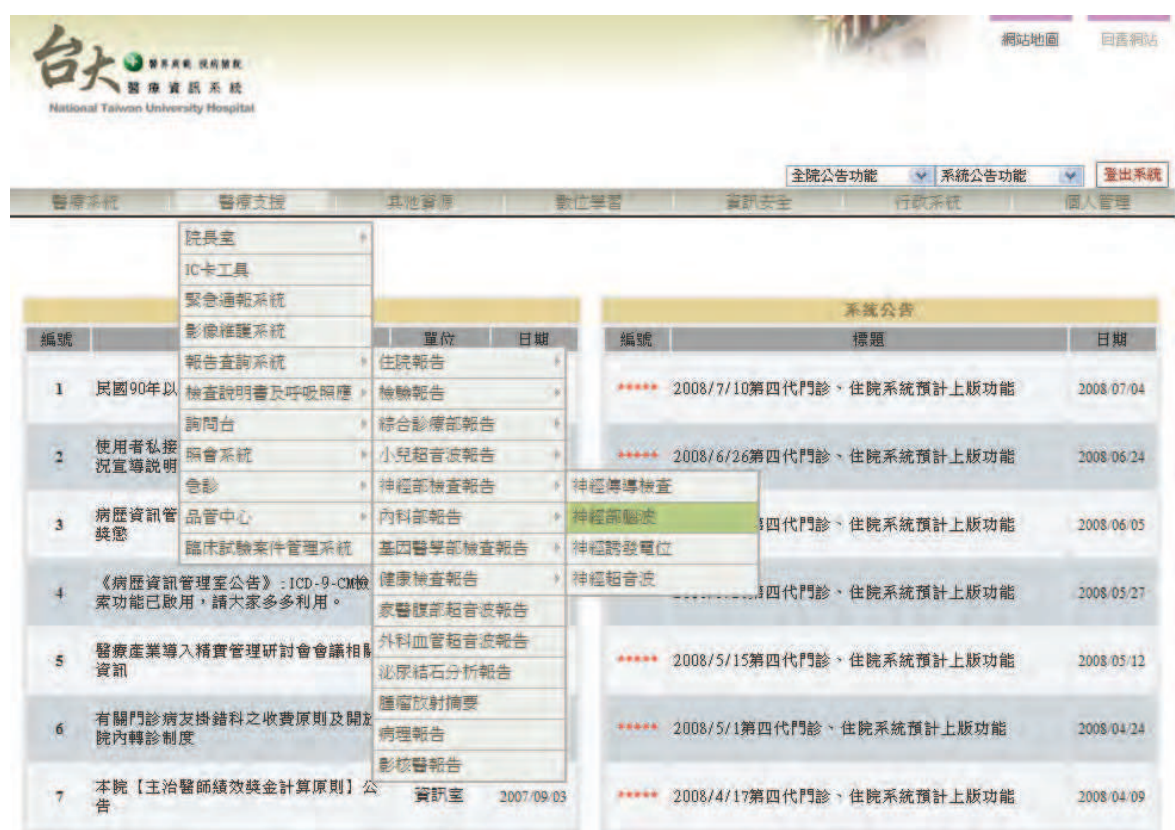 網站地圖
回舊網站
台大
醫療資訊系統
National Taiwan University Hospital
全院公告功能
系統公告功能
登出系統
醫療系統
醫療支援
其他資源
數位學習
資訊安全
行政系統
個人管理
院長室
IC卡工具
緊急通報系統
影像維護系統
報告查詢系統
檢查說明書及呼吸照應
詢問台
照會系統
急診
品管中心
臨床試驗案件管理系統
住院報告
檢驗報告
綜合診療部報告
小兒超音波報告
神經部檢查報告
內科部報告
基因醫學部檢查報告
健康檢查報告
家醫腹部超音波報告
外科血管超音波報告
泌尿結石分析報告
腫瘤放射摘要
病理報告
影核醫報告
神經傳導檢查
神經部腦波
神經誘發電位
神經超音波
編號
單位
日期
1
民國90年以
2
使用者私接
況宣導說明
3
病歷資訊管
獎懲
4
《病歷資訊管理室公告》:ICD-9-CM檢
索功能已啟用，請大家多多利用。
5
醫療產業導入精實管理研討會會議相關
資訊
6
有關門診病友掛錯科之收費原則及開放
院內轉診制度
7
本院【主治醫師績效獎金計算原則】公
告
資訊室
2007/09/03
系統公告
編號
標題
日期
***** 2008/7/10第四代門診、住院系統預計上版功能 2008/07/04
***** 2008/6/26第四代門診、住院系統預計上版功能 2008/06/24
第四代門診、住院系統預計上版功能 2008/06/05
第四代門診、住院系統預計上版功能 2008/05/27
***** 2008/5/15第四代門診、住院系統預計上版功能 2008/05/12
***** 2008/5/1第四代門診、住院系統預計上版功能 2008/04/24
***** 2008/4/17第四代門診、住院系統預計上版功能 2008/04/09